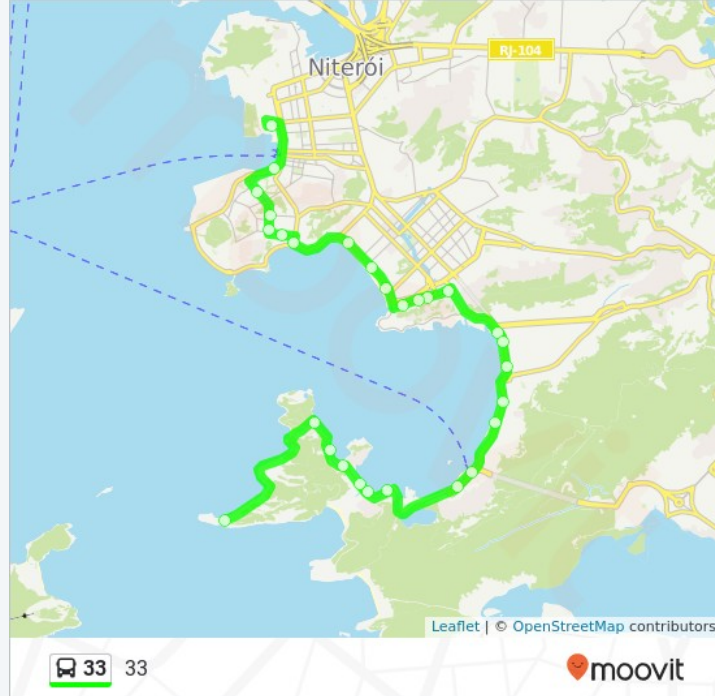 RJ-104
Niterói
Leaflet | © OpenStreetMap contributors
33 33
moovit